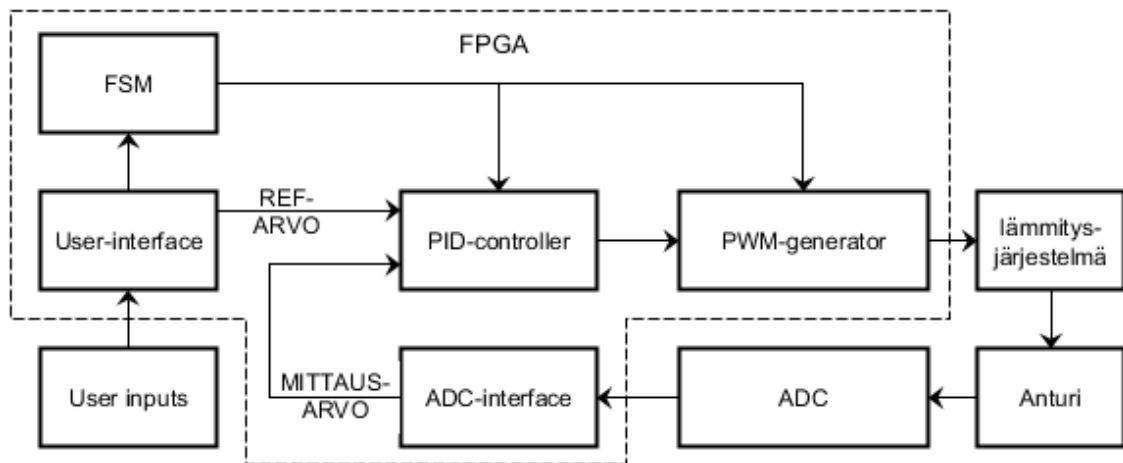 FPGA
FSM
User-interface
REF-
ARVO
PID-controller
PWM-generator
lämmitys-
järjestelmä
User inputs
MITTAUS-
ARVO
ADC-interface
ADC
Anturi